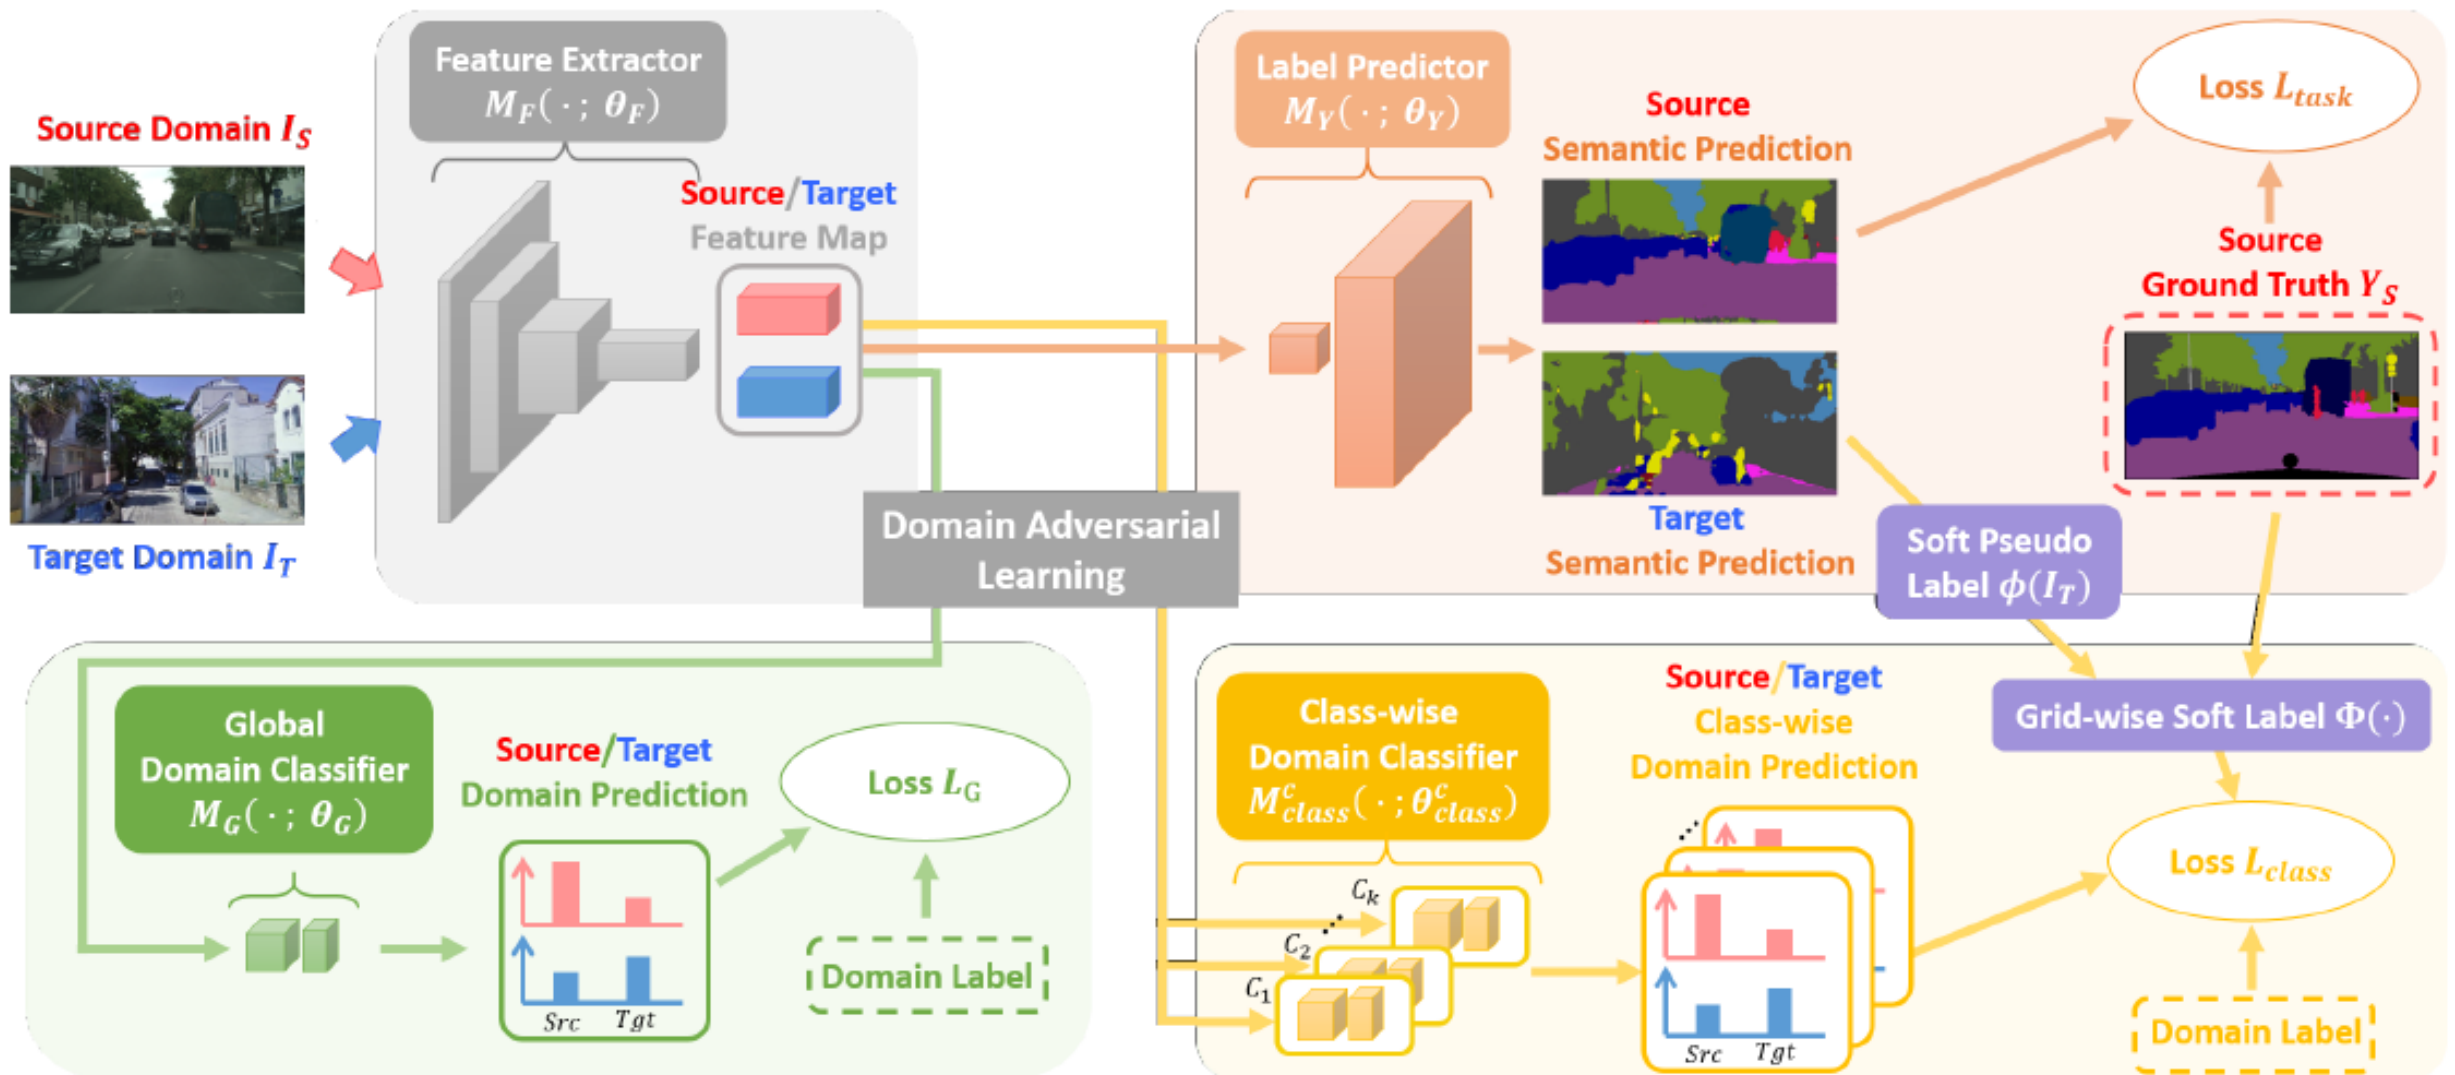 Source Domain I_S
Target Domain I_T
Feature Extractor
M_F( · ; θ_F)
Source/Target
Feature Map
Domain Adversarial
Learning
Label Predictor
M_Y( · ; θ_Y)
Source
Semantic Prediction
Target
Semantic Prediction
Loss L_task
Source
Ground Truth Y_S
Soft Pseudo
Label ϕ(I_T)
Grid-wise Soft Label Φ(·)
Global
Domain Classifier
M_G( · ; θ_G)
Source/Target
Domain Prediction
Src Tgt
Loss L_G
Domain Label
Class-wise
Domain Classifier
M^c_class( · ; θ^c_class)
C_k
⋰
C_2
C_1
Source/Target
Class-wise
Domain Prediction
⋰
Src Tgt
Loss L_class
Domain Label